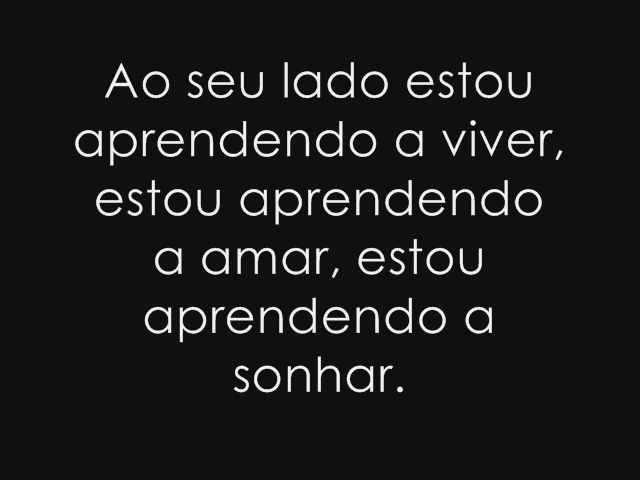 Ao seu lado estou
aprendendo a viver,
estou aprendendo
a amar, estou
aprendendo a
sonhar.